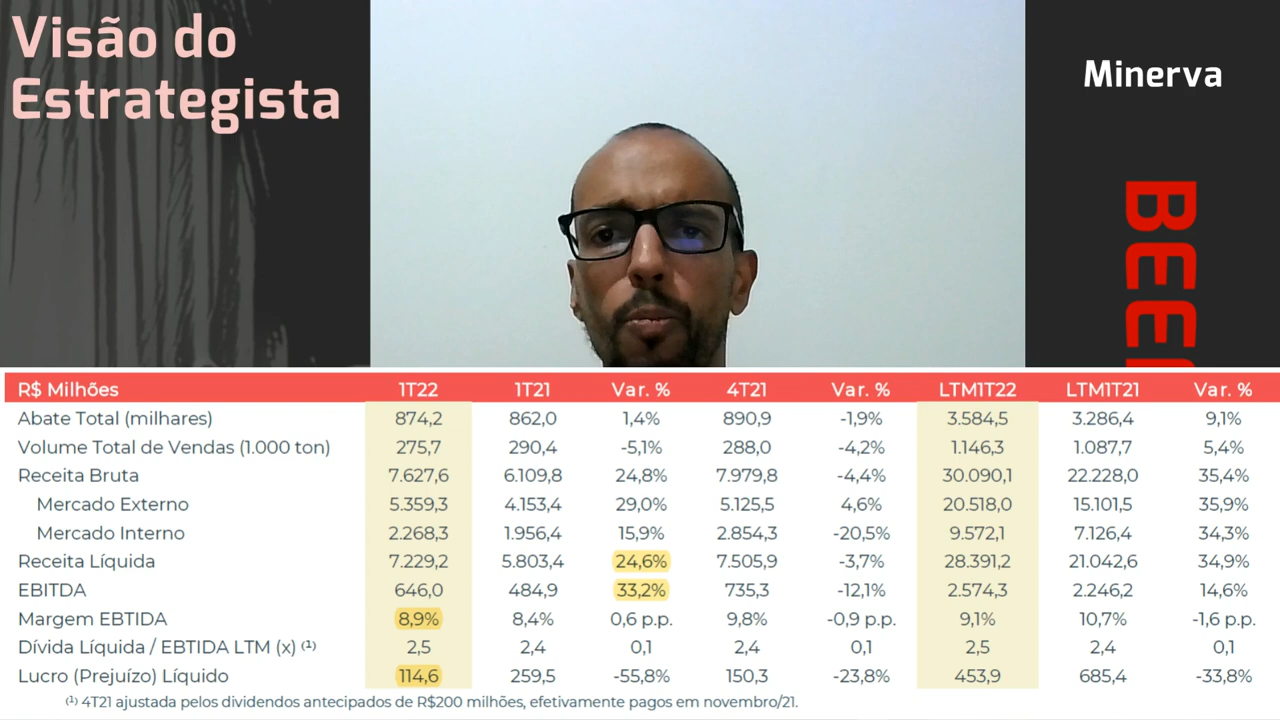 Visão do
Estrategista
Minerva
BEEF
R$ Milhões 1T22 1T21 Var. % 4T21 Var. % LTM1T22 LTM1T21 Var. %
Abate Total (milhares) 874,2 862,0 1,4% 890,9 -1,9% 3.584,5 3.286,4 9,1%
Volume Total de Vendas (1.000 ton) 275,7 290,4 -5,1% 288,0 -4,2% 1.146,3 1.087,7 5,4%
Receita Bruta 7.627,6 6.109,8 24,8% 7.979,8 -4,4% 30.090,1 22.228,0 35,4%
Mercado Externo 5.359,3 4.153,4 29,0% 5.125,5 4,6% 20.518,0 15.101,5 35,9%
Mercado Interno 2.268,3 1.956,4 15,9% 2.854,3 -20,5% 9.572,1 7.126,4 34,3%
Receita Líquida 7.229,2 5.803,4 24,6% 7.505,9 -3,7% 28.391,2 21.042,6 34,9%
EBITDA 646,0 484,9 33,2% 735,3 -12,1% 2.574,3 2.246,2 14,6%
Margem EBTIDA 8,9% 8,4% 0,6 p.p. 9,8% -0,9 p.p. 9,1% 10,7% -1,6 p.p.
Dívida Líquida / EBTIDA LTM (x) ⁽¹⁾ 2,5 2,4 0,1 2,4 0,1 2,5 2,4 0,1
Lucro (Prejuízo) Líquido 114,6 259,5 -55,8% 150,3 -23,8% 453,9 685,4 -33,8%
⁽¹⁾ 4T21 ajustada pelos dividendos antecipados de R$200 milhões, efetivamente pagos em novembro/21.